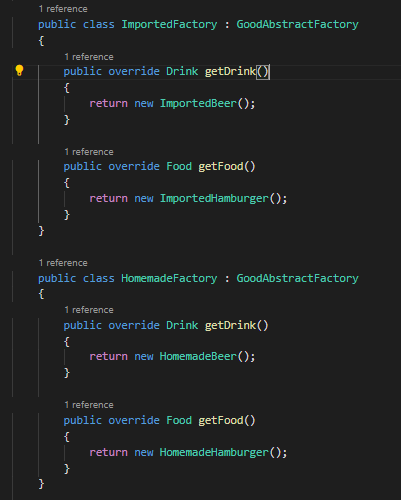 1 reference
public class ImportedFactory : GoodAbstractFactory
{
1 reference
public override Drink getDrink()
{
return new ImportedBeer();
}
1 reference
public override Food getFood()
{
return new ImportedHamburger();
}
}
1 reference
public class HomemadeFactory : GoodAbstractFactory
{
1 reference
public override Drink getDrink()
{
return new HomemadeBeer();
}
1 reference
public override Food getFood()
{
return new HomemadeHamburger();
}
}